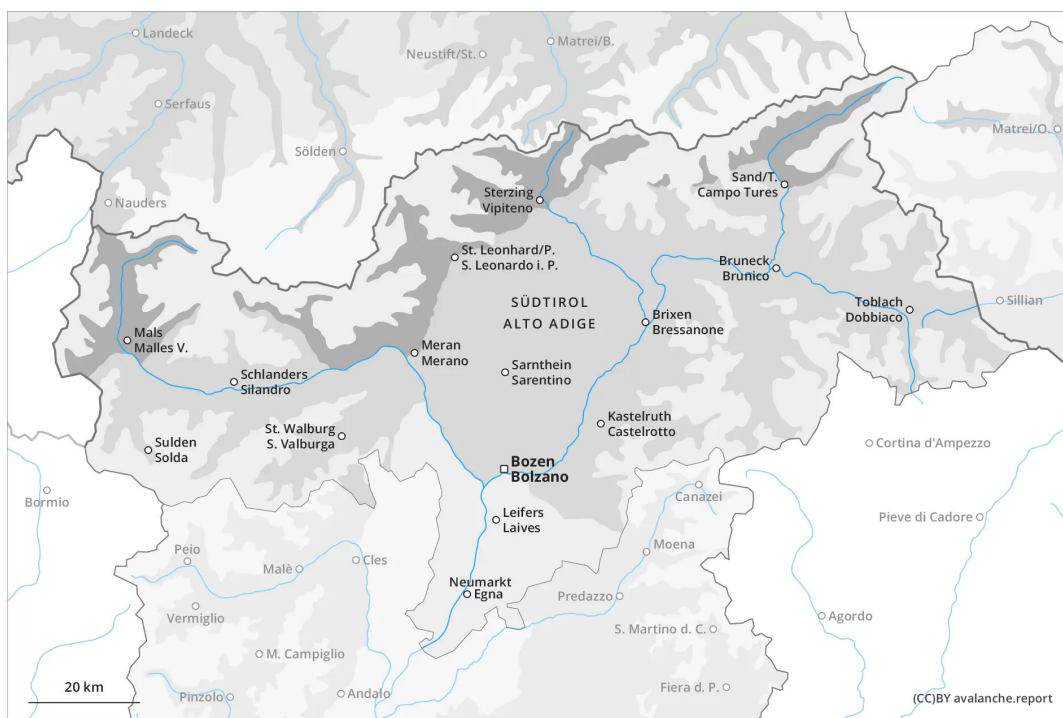 Landeck
Matrei/B.
Neustift/St.
Serfaus
Matrei/O.
Sölden
Sand/T.
Campo Tures
Sterzing
Vipiteno
Nauders
St. Leonhard/P.
S. Leonardo i. P.
Bruneck
Brunico
SÜDTIROL
ALTO ADIGE
Toblach
Dobbiaco
Sillian
Brixen
Bressanone
Mals
Malles V.
Meran
Merano
Sarnthein
Sarentino
Schlanders
Silandro
Kastelruth
Castelrotto
St. Walburg
S. Valburga
Sulden
Solda
Cortina d'Ampezzo
Bozen
Bolzano
Bormio
Canazei
Leifers
Laives
Pieve di Cadore
Moena
Peio
Cles
Malè
Neumarkt
Egna
Predazzo
Vermiglio
Agordo
S. Martino d. C.
M. Campiglio
20 km
Pinzolo
Andalo
Fiera d. P.
(CC)BY avalanche.report